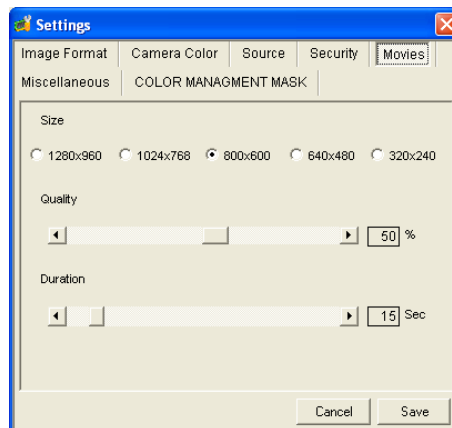 Settings
Image Format Camera Color Source Security Movies
Miscellaneous COLOR MANAGMENT MASK
Size
1280x960 1024x768 800x600 640x480 320x240
Quality
50 %
Duration
15 Sec
Cancel Save